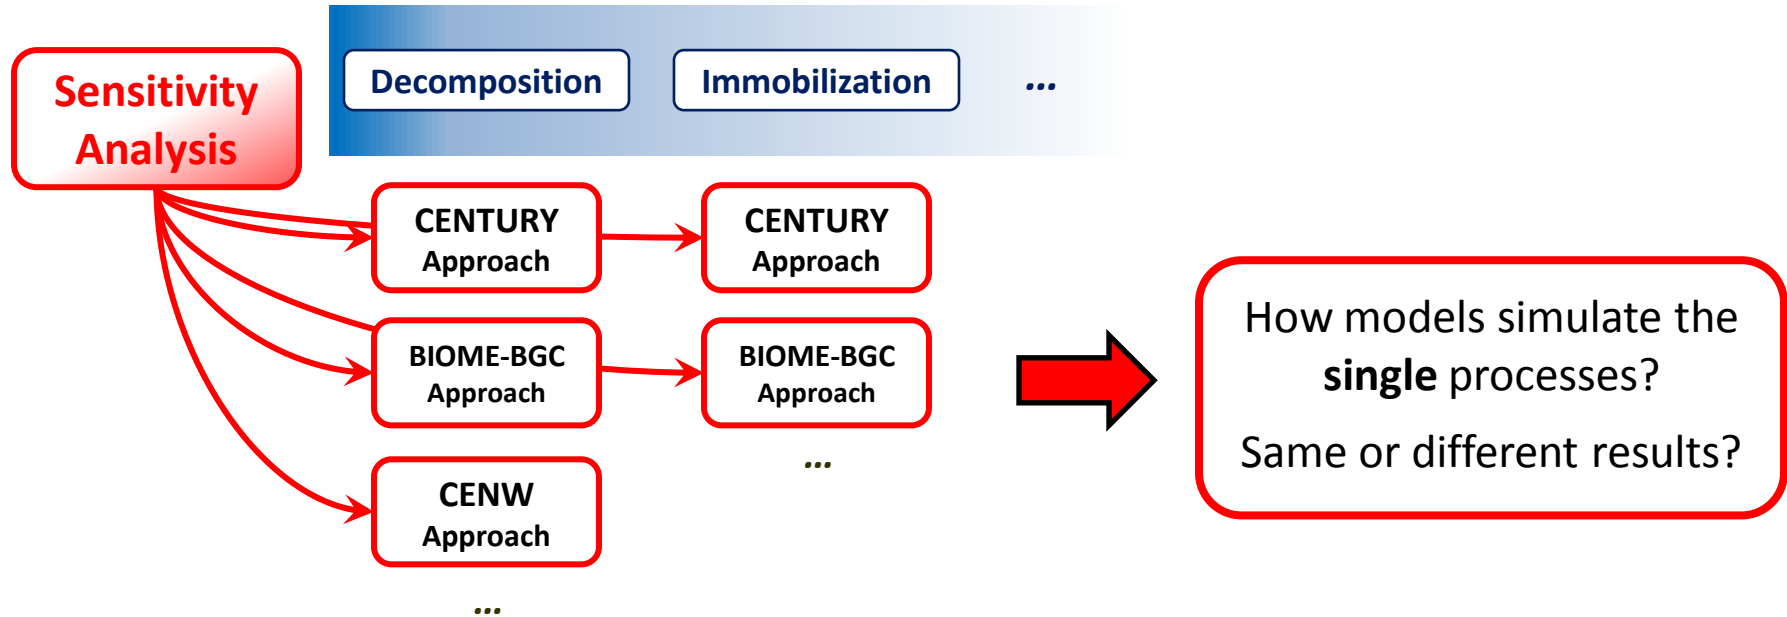 Sensitivity
Analysis
Decomposition
Immobilization
...
CENTURY
Approach
CENTURY
Approach
BIOME-BGC
Approach
BIOME-BGC
Approach
...
CENW
Approach
...
How models simulate the
single processes?
Same or different results?